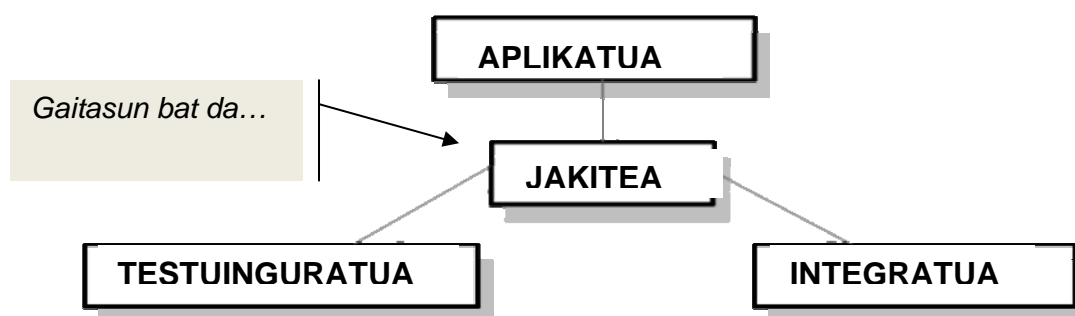 APLIKATUA
Gaitasun bat da…
JAKITEA
TESTUINGURATUA
INTEGRATUA